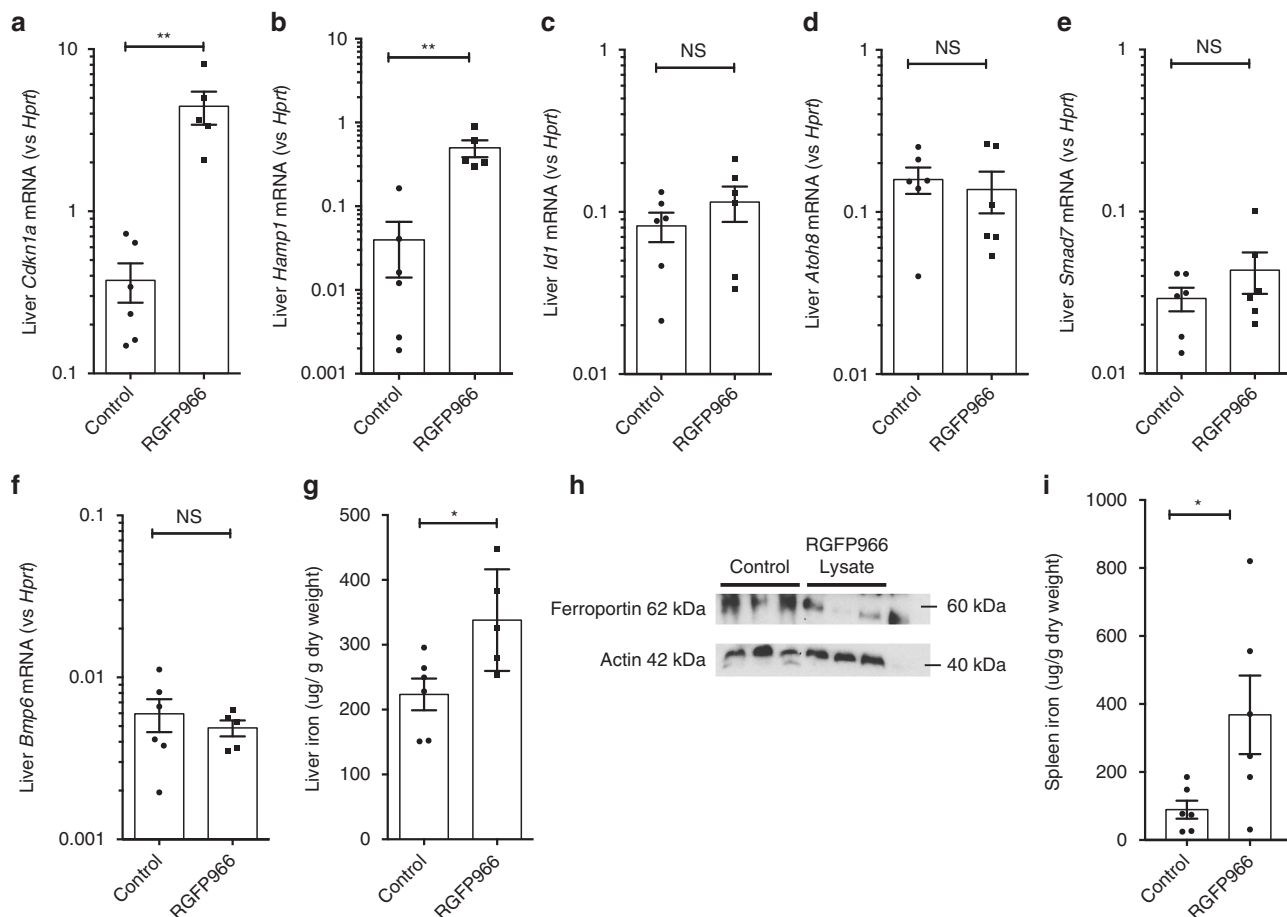 a
Liver Cdkn1a mRNA (vs Hprt)
10
1
0.1
**
Control
RGFP966
b
Liver Hamp1 mRNA (vs Hprt)
10
1
0.1
0.01
0.001
**
Control
RGFP966
c
Liver Id1 mRNA (vs Hprt)
1
0.1
0.01
NS
Control
RGFP966
d
Liver Atoh8 mRNA (vs Hprt)
1
0.1
0.01
NS
Control
RGFP966
e
Liver Smad7 mRNA (vs Hprt)
1
0.1
0.01
NS
Control
RGFP966
f
Liver Bmp6 mRNA (vs Hprt)
0.1
0.01
0.001
NS
Control
RGFP966
g
Liver iron (ug/ g dry weight)
500
400
300
200
100
0
*
Control
RGFP966
h
RGFP966
Control Lysate
Ferroportin 62 kDa
60 kDa
Actin 42 kDa
40 kDa
i
Spleen iron (ug/g dry weight)
1000
800
600
400
200
0
*
Control
RGFP966